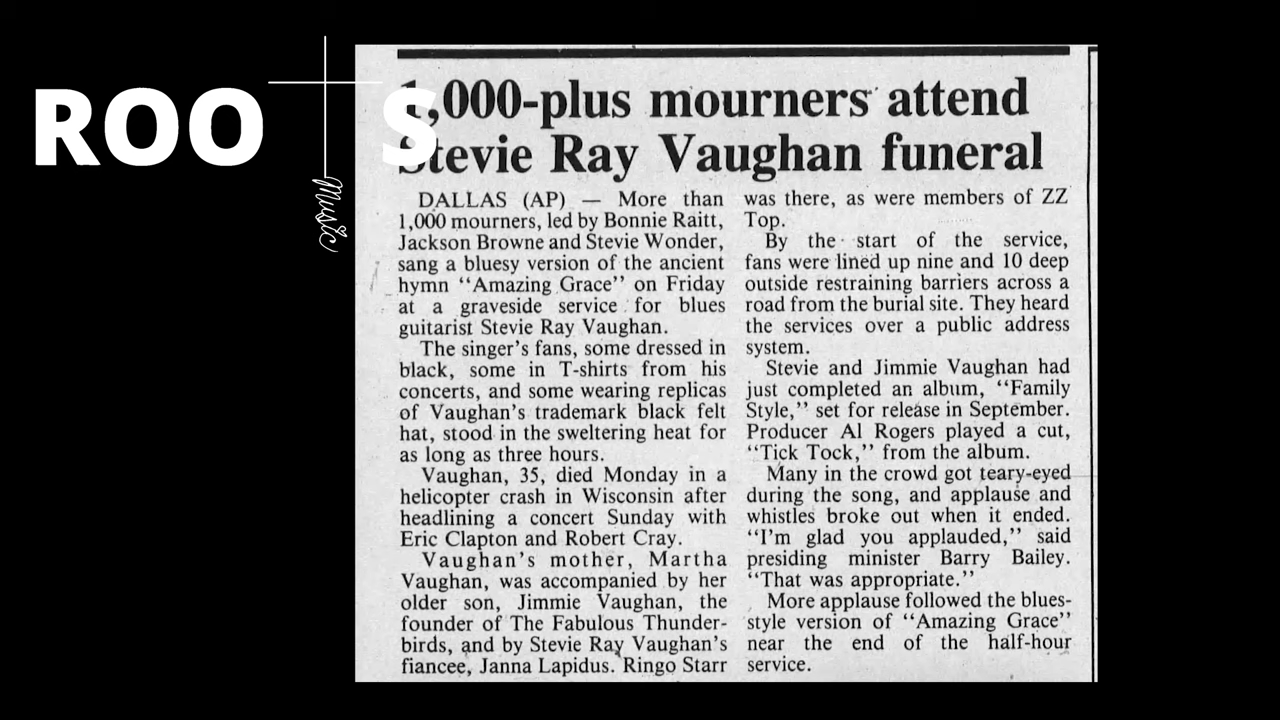 ROO S
Music
1,000-plus mourners attend
Stevie Ray Vaughan funeral
DALLAS (AP) — More than
1,000 mourners, led by Bonnie Raitt,
Jackson Browne and Stevie Wonder,
sang a bluesy version of the ancient
hymn “Amazing Grace” on Friday
at a graveside service for blues
guitarist Stevie Ray Vaughan.
The singer’s fans, some dressed in
black, some in T-shirts from his
concerts, and some wearing replicas
of Vaughan’s trademark black felt
hat, stood in the sweltering heat for
as long as three hours.
Vaughan, 35, died Monday in a
helicopter crash in Wisconsin after
headlining a concert Sunday with
Eric Clapton and Robert Cray.
Vaughan’s mother, Martha
Vaughan, was accompanied by her
older son, Jimmie Vaughan, the
founder of The Fabulous Thunder-
birds, and by Stevie Ray Vaughan’s
fiancee, Janna Lapidus. Ringo Starr
was there, as were members of ZZ
Top.
By the start of the service,
fans were lined up nine and 10 deep
outside restraining barriers across a
road from the burial site. They heard
the services over a public address
system.
Stevie and Jimmie Vaughan had
just completed an album, “Family
Style,” set for release in September.
Producer Al Rogers played a cut,
“Tick Tock,” from the album.
Many in the crowd got teary-eyed
during the song, and applause and
whistles broke out when it ended.
“I’m glad you applauded,” said
presiding minister Barry Bailey.
“That was appropriate.”
More applause followed the blues-
style version of “Amazing Grace”
near the end of the half-hour
service.